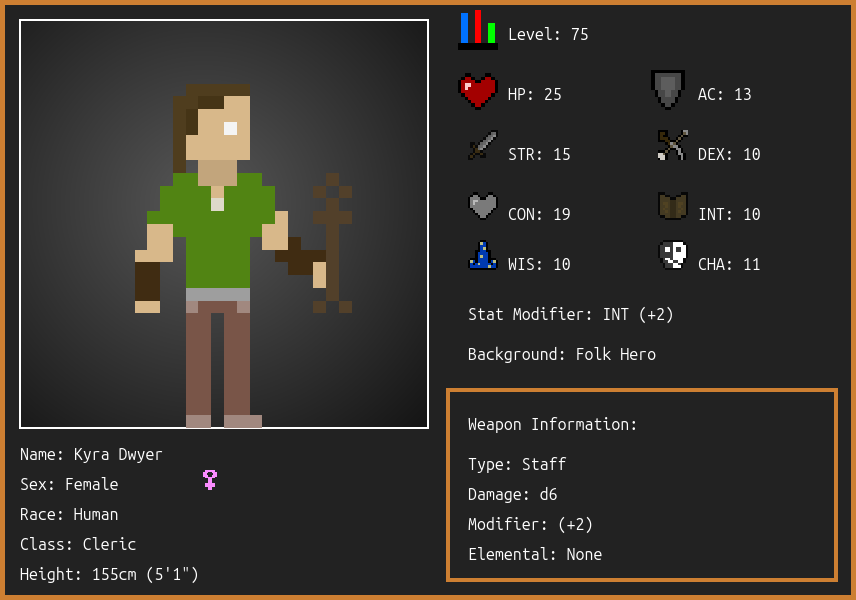 Level: 75
HP: 25
AC: 13
STR: 15
DEX: 10
CON: 19
INT: 10
WIS: 10
CHA: 11
Stat Modifier: INT (+2)
Background: Folk Hero
Weapon Information:
Type: Staff
Damage: d6
Modifier: (+2)
Elemental: None
Name: Kyra Dwyer
Sex: Female
Race: Human
Class: Cleric
Height: 155cm (5'1")